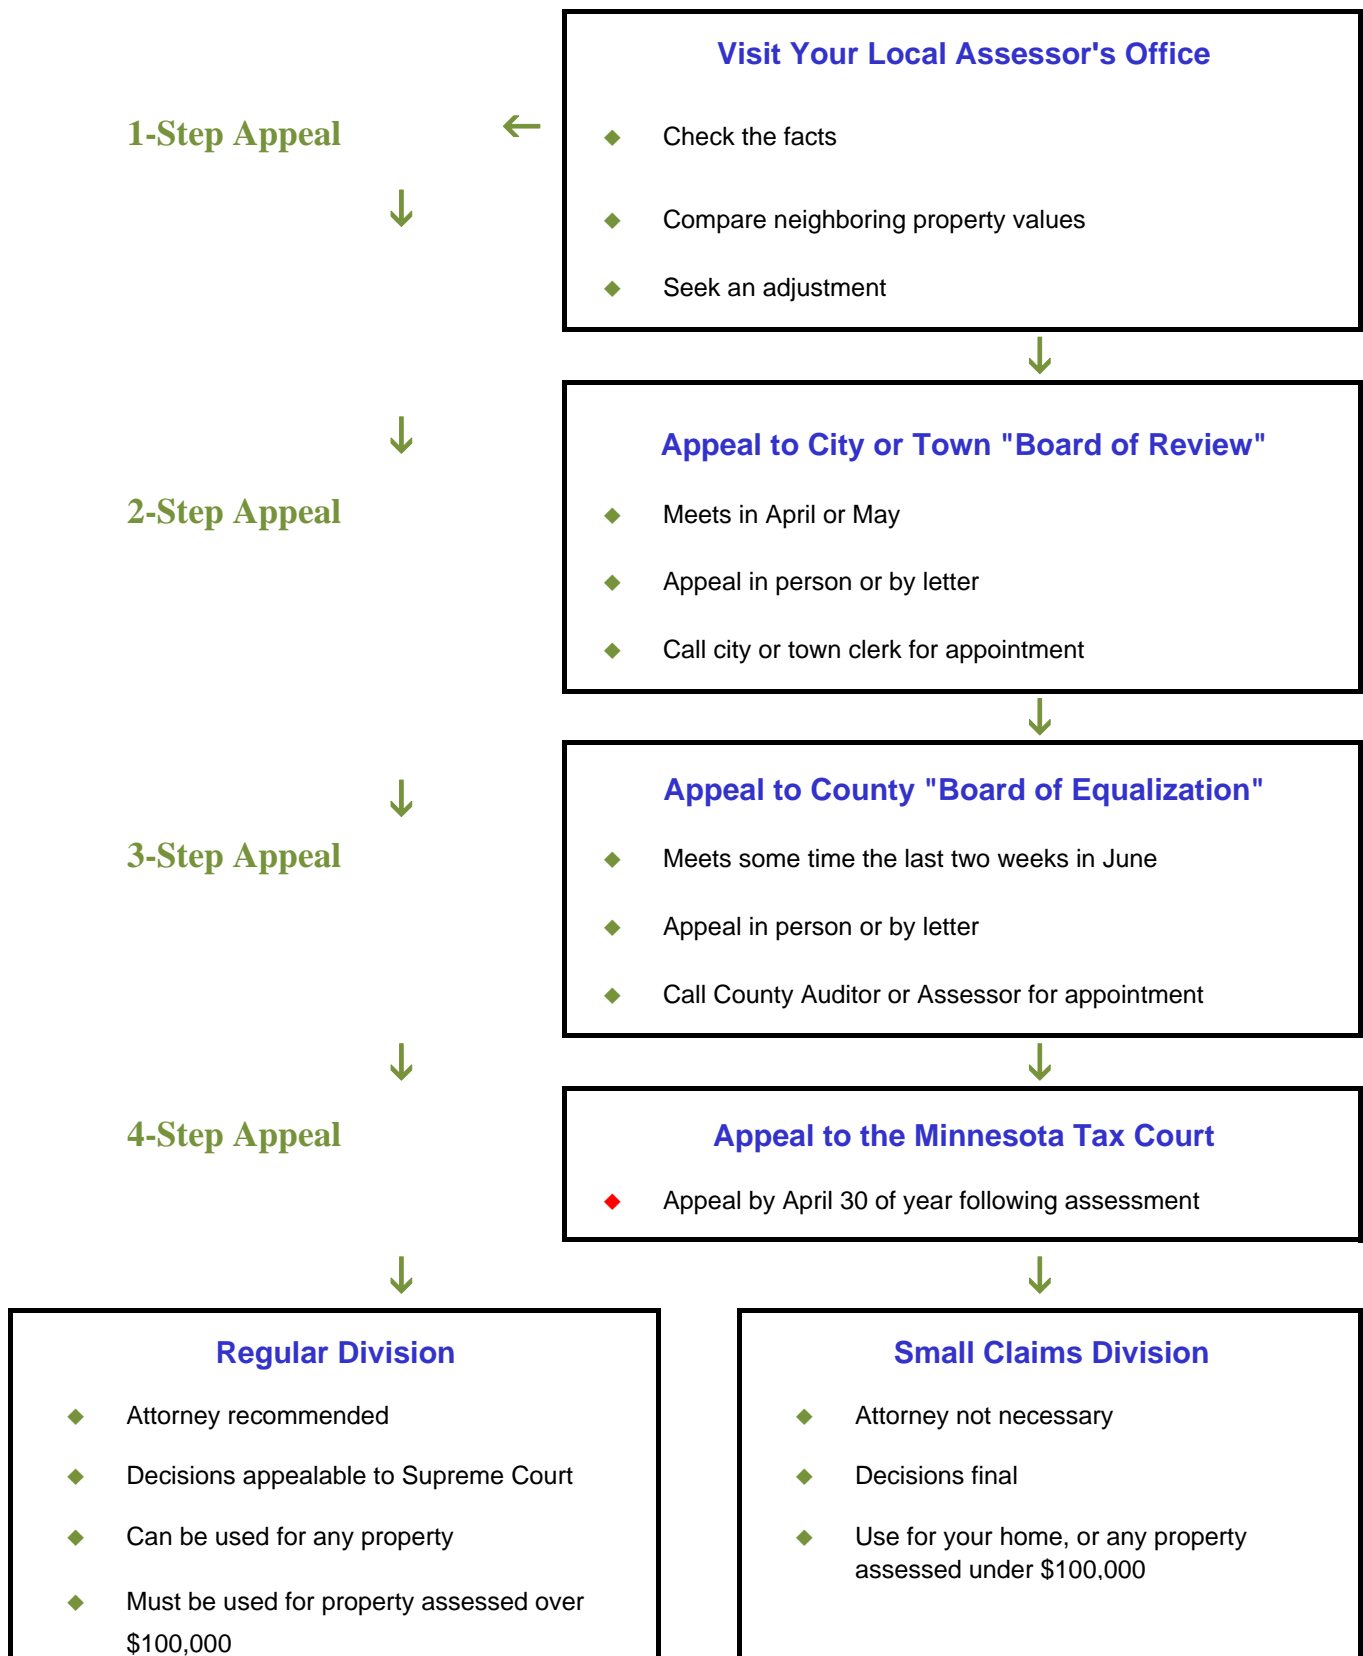 Visit Your Local Assessor's Office
1-Step Appeal
Check the facts
Compare neighboring property values
Seek an adjustment
Appeal to City or Town "Board of Review"
2-Step Appeal
Meets in April or May
Appeal in person or by letter
Call city or town clerk for appointment
Appeal to County "Board of Equalization"
3-Step Appeal
Meets some time the last two weeks in June
Appeal in person or by letter
Call County Auditor or Assessor for appointment
4-Step Appeal
Appeal to the Minnesota Tax Court
Appeal by April 30 of year following assessment
Regular Division
Attorney recommended
Decisions appealable to Supreme Court
Can be used for any property
Must be used for property assessed over
$100,000
Small Claims Division
Attorney not necessary
Decisions final
Use for your home, or any property
assessed under $100,000